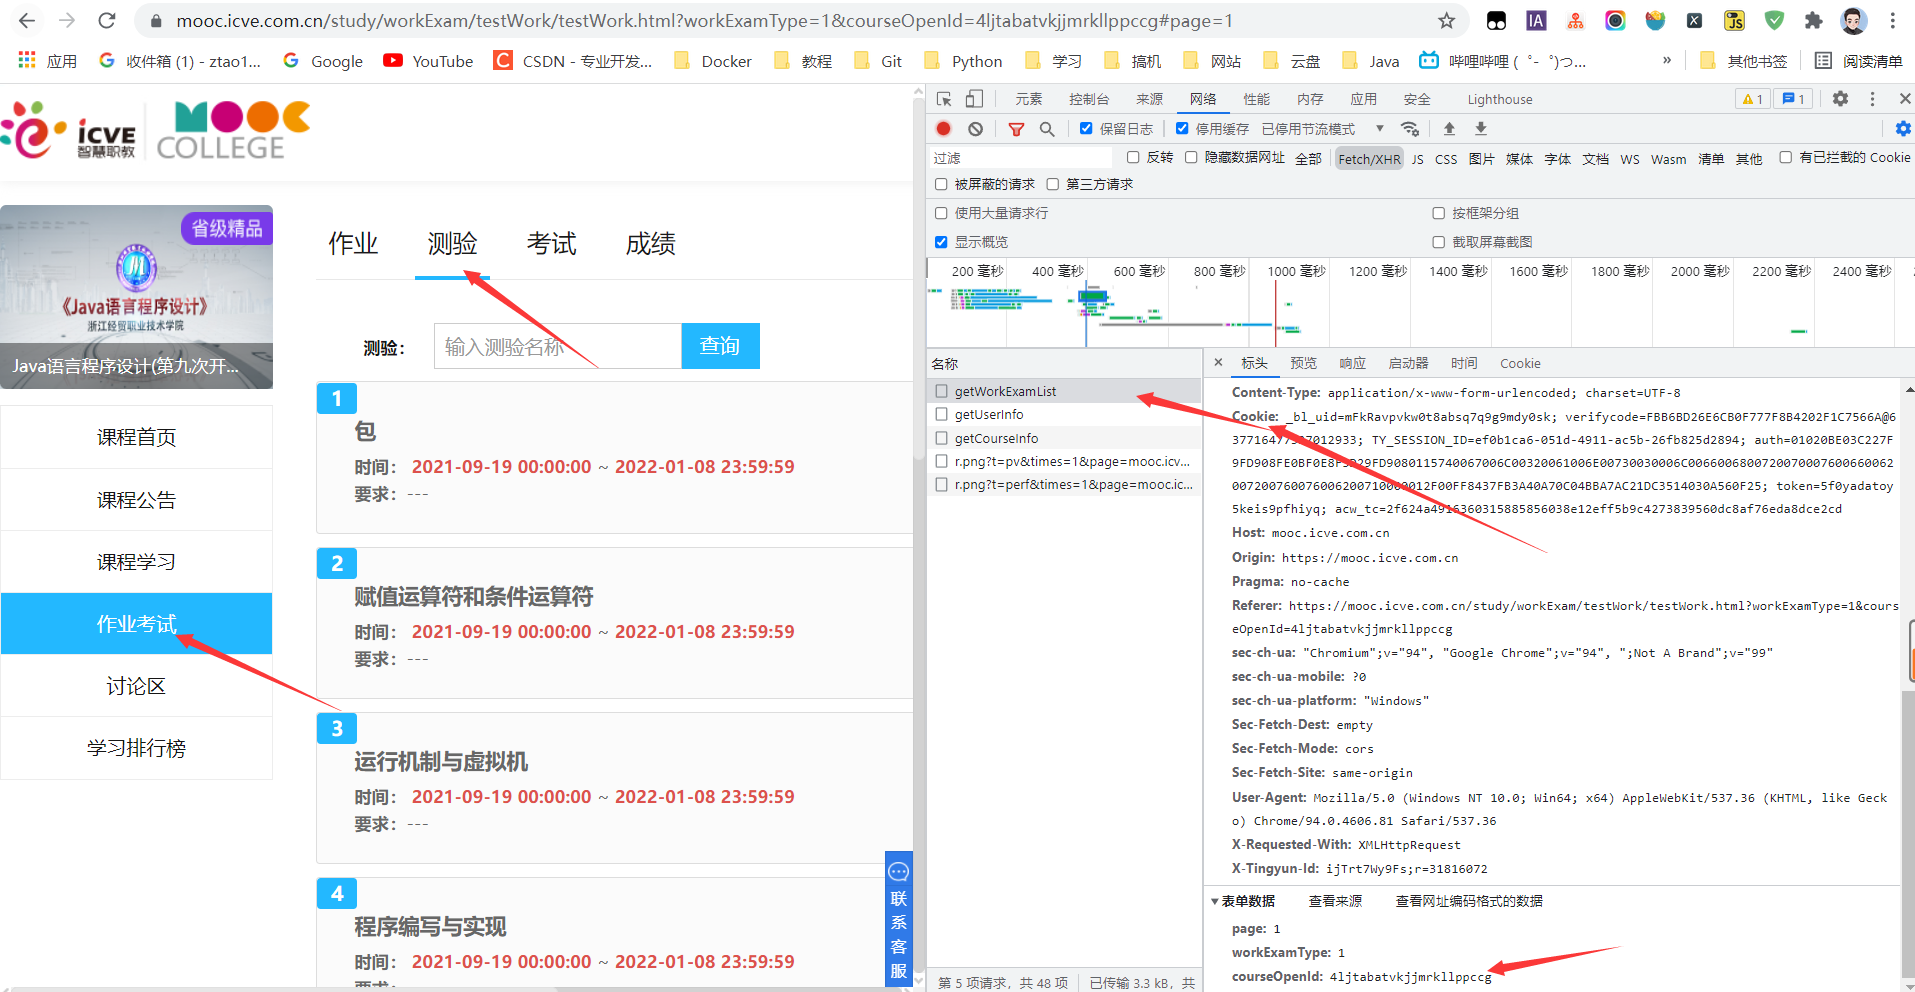 mooc.icve.com.cn/study/workExam/testWork/testWork.html?workExamType=1&courseOpenId=4ljtabatvkjjmrkllppccg#page=1
应用 收件箱 (1) - ztao1... Google YouTube CSDN - 专业开发... Docker 教程 Git Python 学习 搞机 网站 云盘 Java 哔哩哔哩 ( ゜- ゜)つ... » 其他书签 阅读清单
icve 智慧职教 MOOC COLLEGE
省级精品
《Java语言程序设计》
浙江经贸职业技术学院
Java语言程序设计(第九次开...
课程首页
课程公告
课程学习
作业考试
讨论区
学习排行榜
作业 测验 考试 成绩
测验： 输入测验名称 查询
1
包
时间： 2021-09-19 00:00:00 ~ 2022-01-08 23:59:59
要求： ---
2
赋值运算符和条件运算符
时间： 2021-09-19 00:00:00 ~ 2022-01-08 23:59:59
要求： ---
3
运行机制与虚拟机
时间： 2021-09-19 00:00:00 ~ 2022-01-08 23:59:59
要求： ---
4
程序编写与实现
时间： 2021-09-19 00:00:00 ~ 2022-01-08 23:59:59
联系客服
元素 控制台 来源 网络 性能 内存 应用 安全 Lighthouse 1 1
保留日志 停用缓存 已停用节流模式
过滤 反转 隐藏数据网址 全部 Fetch/XHR JS CSS 图片 媒体 字体 文档 WS Wasm 清单 其他 有已拦截的 Cookie
被屏蔽的请求 第三方请求
使用大量请求行 按框架分组
显示概览 截取屏幕截图
200 毫秒 400 毫秒 600 毫秒 800 毫秒 1000 毫秒 1200 毫秒 1400 毫秒 1600 毫秒 1800 毫秒 2000 毫秒 2200 毫秒 2400 毫秒
名称
getWorkExamList
getUserInfo
getCourseInfo
r.png?t=pv&times=1&page=mooc.icv...
r.png?t=perf&times=1&page=mooc.ic...
第 5 项请求，共 48 项 已传输 3.3 kB，共
× 标头 预览 响应 启动器 时间 Cookie
Content-Type: application/x-www-form-urlencoded; charset=UTF-8
Cookie: _bl_uid=mFkRavpvkw0t8absq7q9g9mdy0sk; verifycode=FBB6BD26E6CB0F777F8B4202F1C7566A@6
TY_SESSION_ID=ef0b1ca6-051d-4911-ac5b-26fb825d2894; auth=01020BE03C227F
5keis9pfhiyq;
Host: mooc.icve.com.cn
Origin: https://mooc.icve.com.cn
Pragma: no-cache
Referer: https://mooc.icve.com.cn/study/workExam/testWork/testWork.html?workExamType=1&cours
eOpenId=4ljtabatvkjjmrkllppccg
sec-ch-ua: "Chromium";v="94", "Google Chrome";v="94", ";Not A Brand";v="99"
sec-ch-ua-mobile: ?0
sec-ch-ua-platform: "Windows"
Sec-Fetch-Dest: empty
Sec-Fetch-Mode: cors
Sec-Fetch-Site: same-origin
User-Agent: Mozilla/5.0 (Windows NT 10.0; Win64; x64) AppleWebKit/537.36 (KHTML, like Geck
o) Chrome/94.0.4606.81 Safari/537.36
X-Requested-With: XMLHttpRequest
X-Tingyun-Id: ijTrt7Wy9Fs;r=31816072
表单数据 查看来源 查看网址编码格式的数据
page: 1
workExamType: 1
courseOpenId: 4ljtabatvkjjmrkllppccg